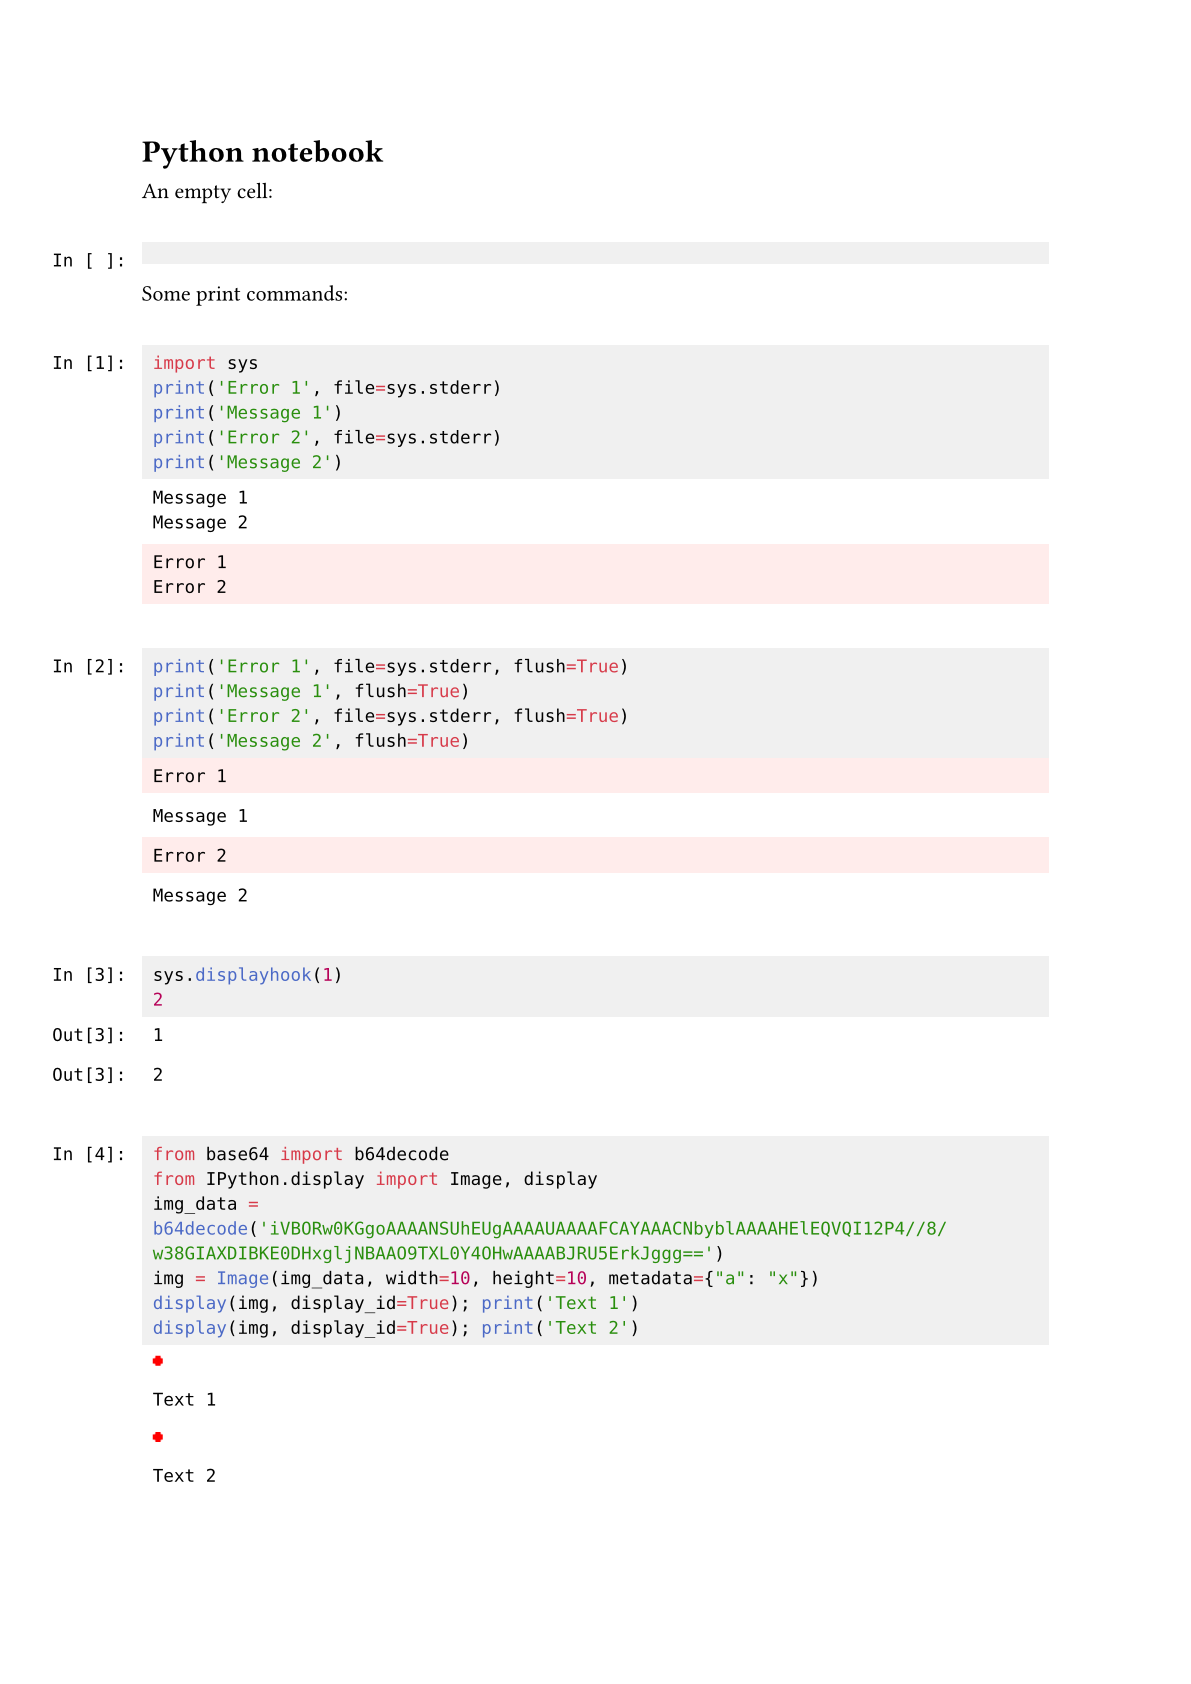 Python notebook
An empty cell:
In [ ]:
Some print commands:
In [1]: import sys
print('Error 1', file=sys.stderr)
print('Message 1')
print('Error 2', file=sys.stderr)
print('Message 2')
Message 1
Message 2
Error 1
Error 2
In [2]: print('Error 1', file=sys.stderr, flush=True)
print('Message 1', flush=True)
print('Error 2', file=sys.stderr, flush=True)
print('Message 2', flush=True)
Error 1
Message 1
Error 2
Message 2
In [3]: sys.displayhook(1)
2
Out[3]: 1
Out[3]: 2
In [4]: from base64 import b64decode
from IPython.display import Image, display
img_data =
b64decode('iVBORw0KGgoAAAANSUhEUgAAAAUAAAAFCAYAAACNbyblAAAAHElEQVQI12P4//8/
w38GIAXDIBKE0DHxgljNBAAO9TXL0Y4OHwAAAABJRU5ErkJggg==')
img = Image(img_data, width=10, height=10, metadata={"a": "x"})
display(img, display_id=True); print('Text 1')
display(img, display_id=True); print('Text 2')
Text 1
Text 2